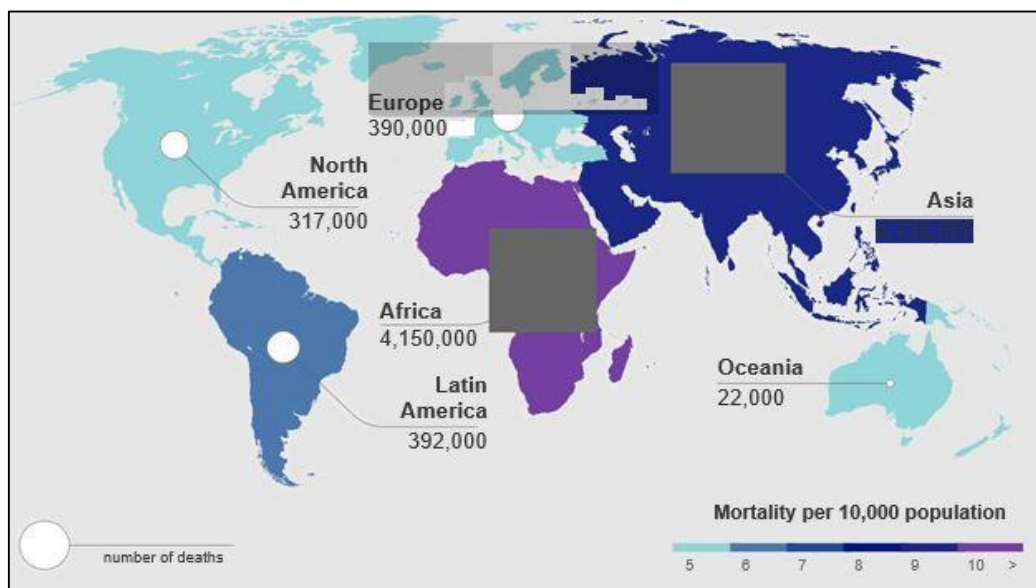 Europe
390,000
North
America
317,000
Asia
Africa
4,150,000
Latin
America
392,000
Oceania
22,000
Mortality per 10,000 population
5 6 7 8 9 10 >
number of deaths